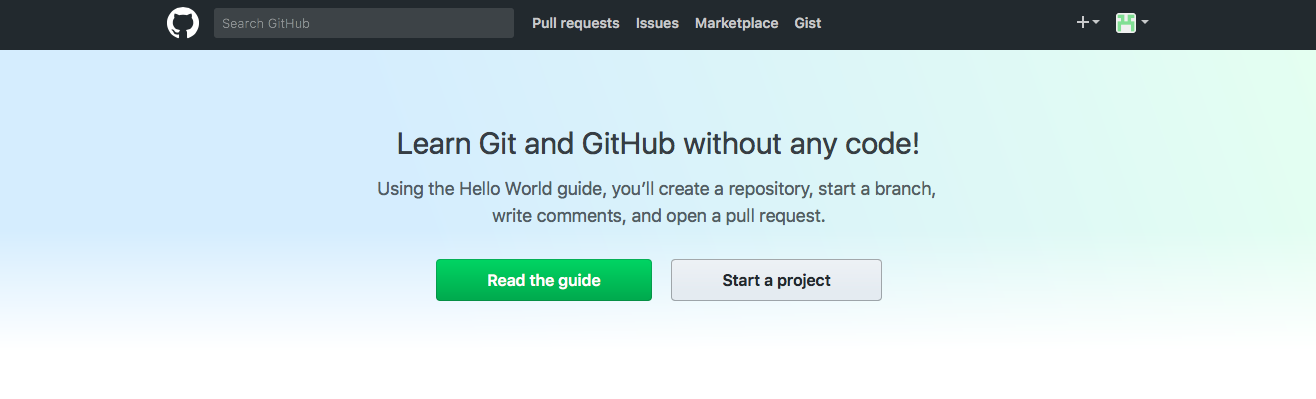 Search GitHub
Pull requests
Issues
Marketplace
Gist
Learn Git and GitHub without any code!
Using the Hello World guide, you’ll create a repository, start a branch,
write comments, and open a pull request.
Read the guide
Start a project